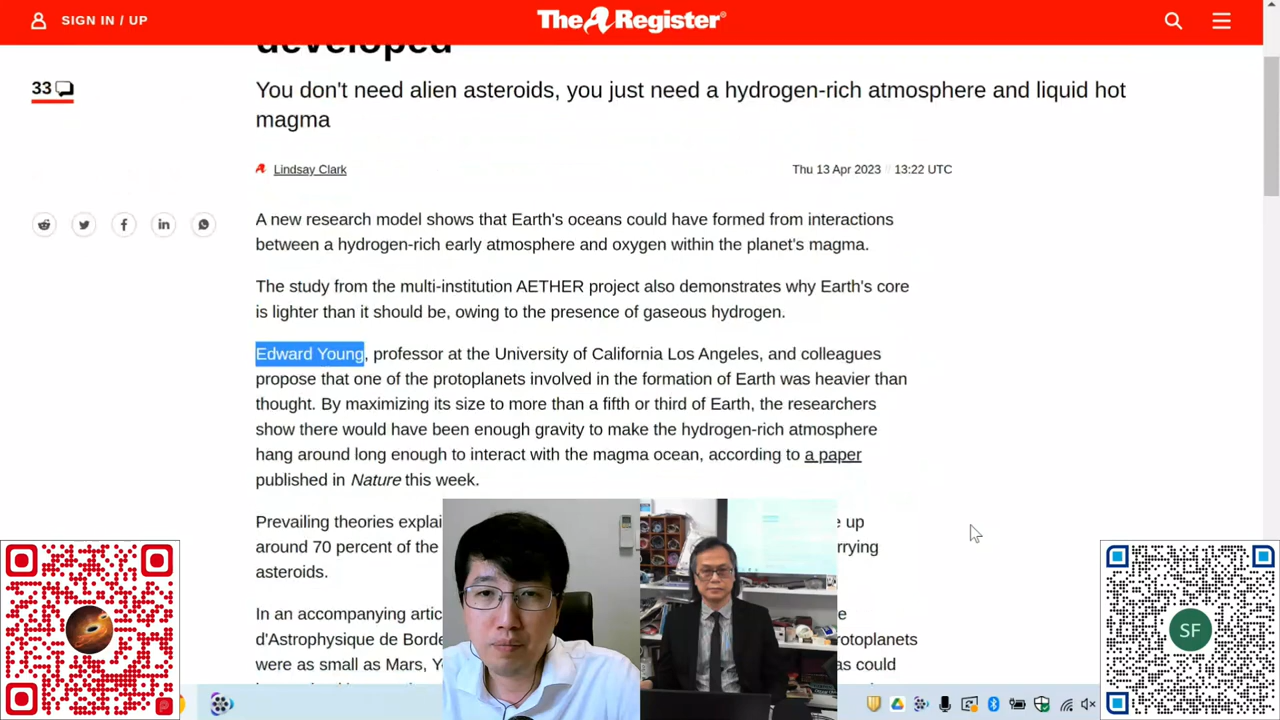 SIGN IN / UP
The Register
developed
33
You don't need alien asteroids, you just need a hydrogen-rich atmosphere and liquid hot
magma
Lindsay Clark
Thu 13 Apr 2023 // 13:22 UTC
A new research model shows that Earth's oceans could have formed from interactions
between a hydrogen-rich early atmosphere and oxygen within the planet's magma.
The study from the multi-institution AETHER project also demonstrates why Earth's core
is lighter than it should be, owing to the presence of gaseous hydrogen.
Edward Young, professor at the University of California Los Angeles, and colleagues
propose that one of the protoplanets involved in the formation of Earth was heavier than
thought. By maximizing its size to more than a fifth or third of Earth, the researchers
show there would have been enough gravity to make the hydrogen-rich atmosphere
hang around long enough to interact with the magma ocean, according to a paper
published in Nature this week.
Prevailing theories explai e up
around 70 percent of the rrying
asteroids.
In an accompanying artic e
d'Astrophysique de Borde rotoplanets
were as small as Mars, Yo as could
SF